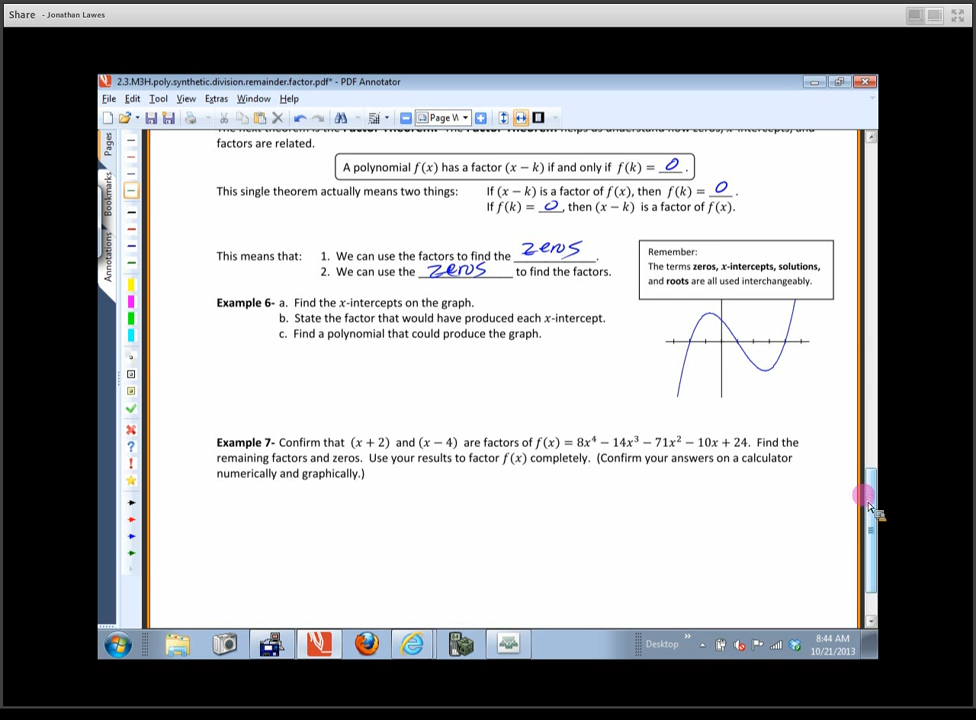 Share - Jonathan Lawes
2.3.M3H.poly.synthetic.division.remainder.factor.pdf* - PDF Annotator
File Edit Tool View Extras Window Help
Page W
Pages
Bookmarks
Annotations
factors are related.
A polynomial f(x) has a factor (x − k) if and only if f(k) = 0 .
This single theorem actually means two things: If (x − k) is a factor of f(x), then f(k) = 0 .
If f(k) = 0 , then (x − k) is a factor of f(x).
This means that: 1. We can use the factors to find the zeros .
2. We can use the zeros to find the factors.
Remember:
The terms zeros, x-intercepts, solutions,
and roots are all used interchangeably.
Example 6- a. Find the x-intercepts on the graph.
b. State the factor that would have produced each x-intercept.
c. Find a polynomial that could produce the graph.
Example 7- Confirm that (x + 2) and (x − 4) are factors of f(x) = 8x⁴ − 14x³ − 71x² − 10x + 24. Find the
remaining factors and zeros. Use your results to factor f(x) completely. (Confirm your answers on a calculator
numerically and graphically.)
Desktop
8:44 AM
10/21/2013